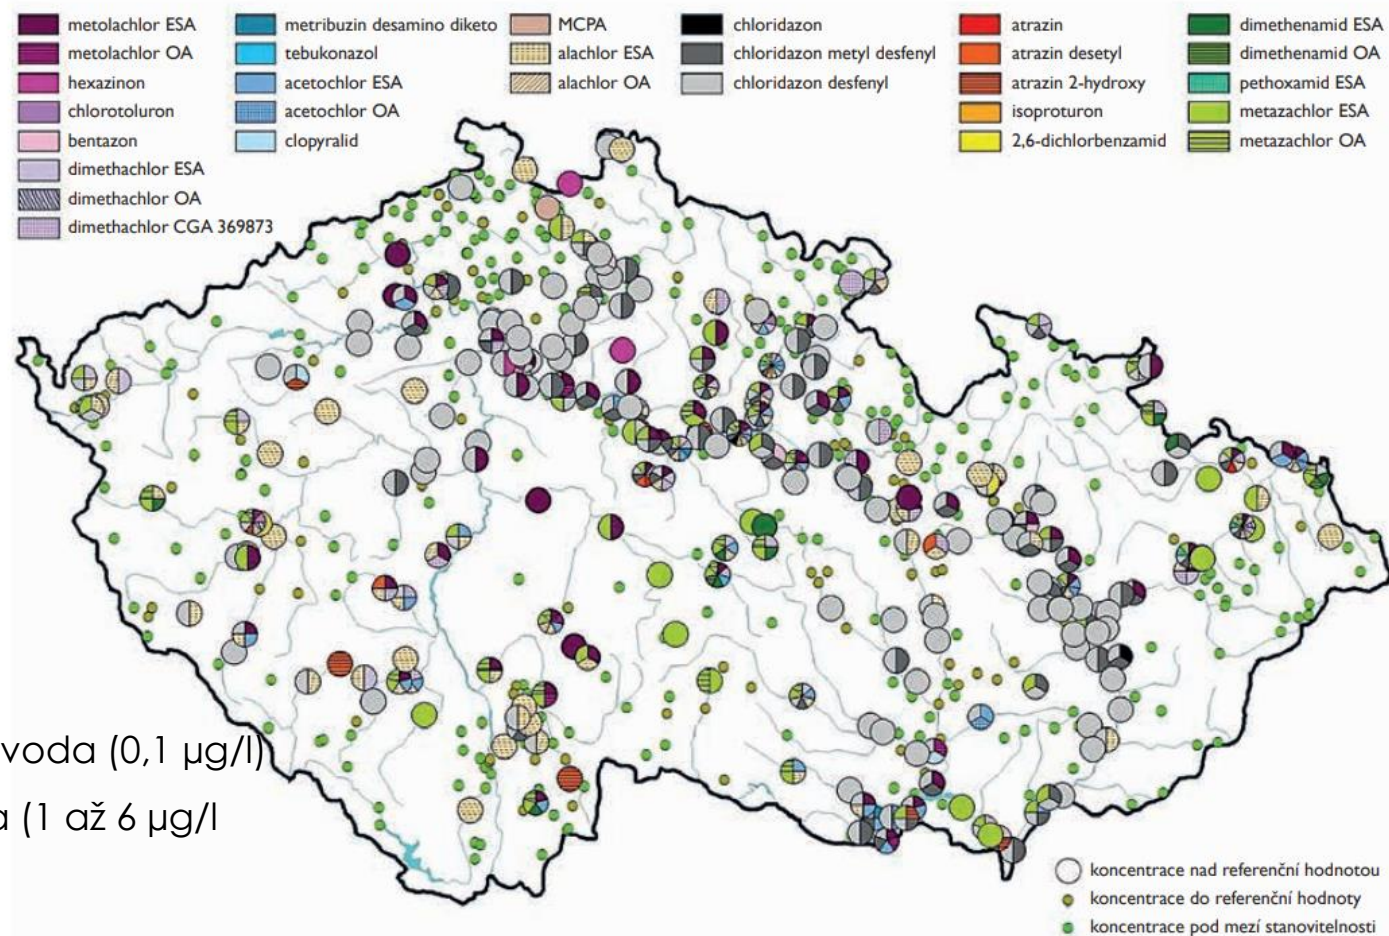 metolachlor ESA
metolachlor OA
hexazinon
chlorotoluron
bentazon
dimethachlor ESA
dimethachlor OA
dimethachlor CGA 369873
metribuzin desamino diketo
tebukonazol
acetochlor ESA
acetochlor OA
clopyralid
MCPA
alachlor ESA
alachlor OA
chloridazon
chloridazon metyl desfenyl
chloridazon desfenyl
atrazin
atrazin desetyl
atrazin 2-hydroxy
isoproturon
2,6-dichlorbenzamid
dimethenamid ESA
dimethenamid OA
pethoxamid ESA
metazachlor ESA
metazachlor OA
voda (0,1 µg/l)
a (1 až 6 µg/l
koncentrace nad referenční hodnotou
koncentrace do referenční hodnoty
koncentrace pod mezí stanovitelnosti